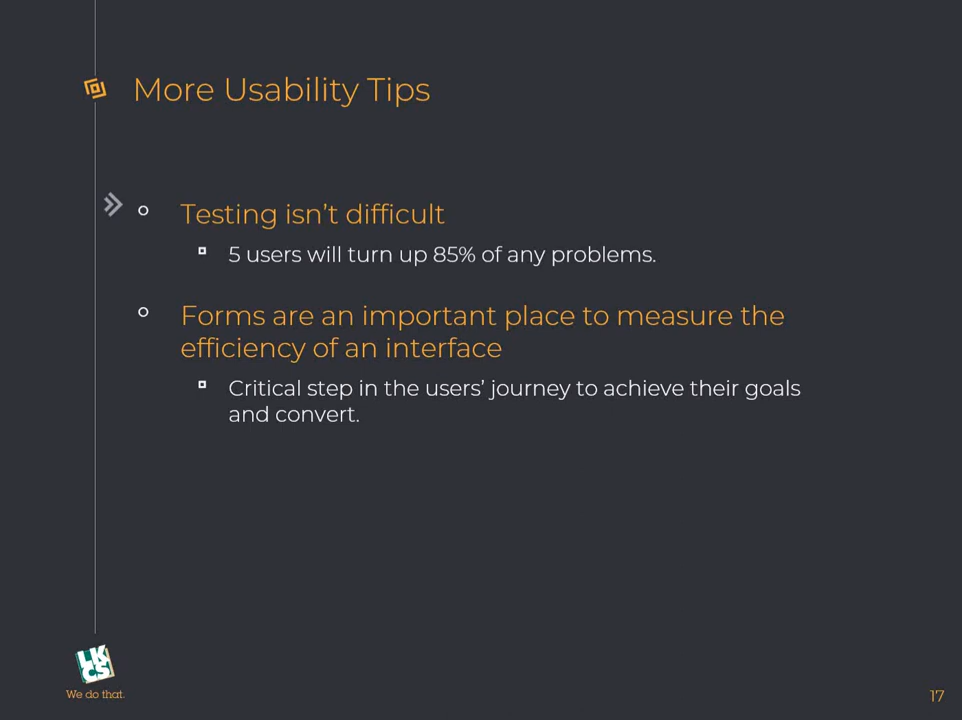 More Usability Tips
Testing isn’t difficult
5 users will turn up 85% of any problems.
Forms are an important place to measure the
efficiency of an interface
Critical step in the users’ journey to achieve their goals
and convert.
LK
CS
We do that.
17